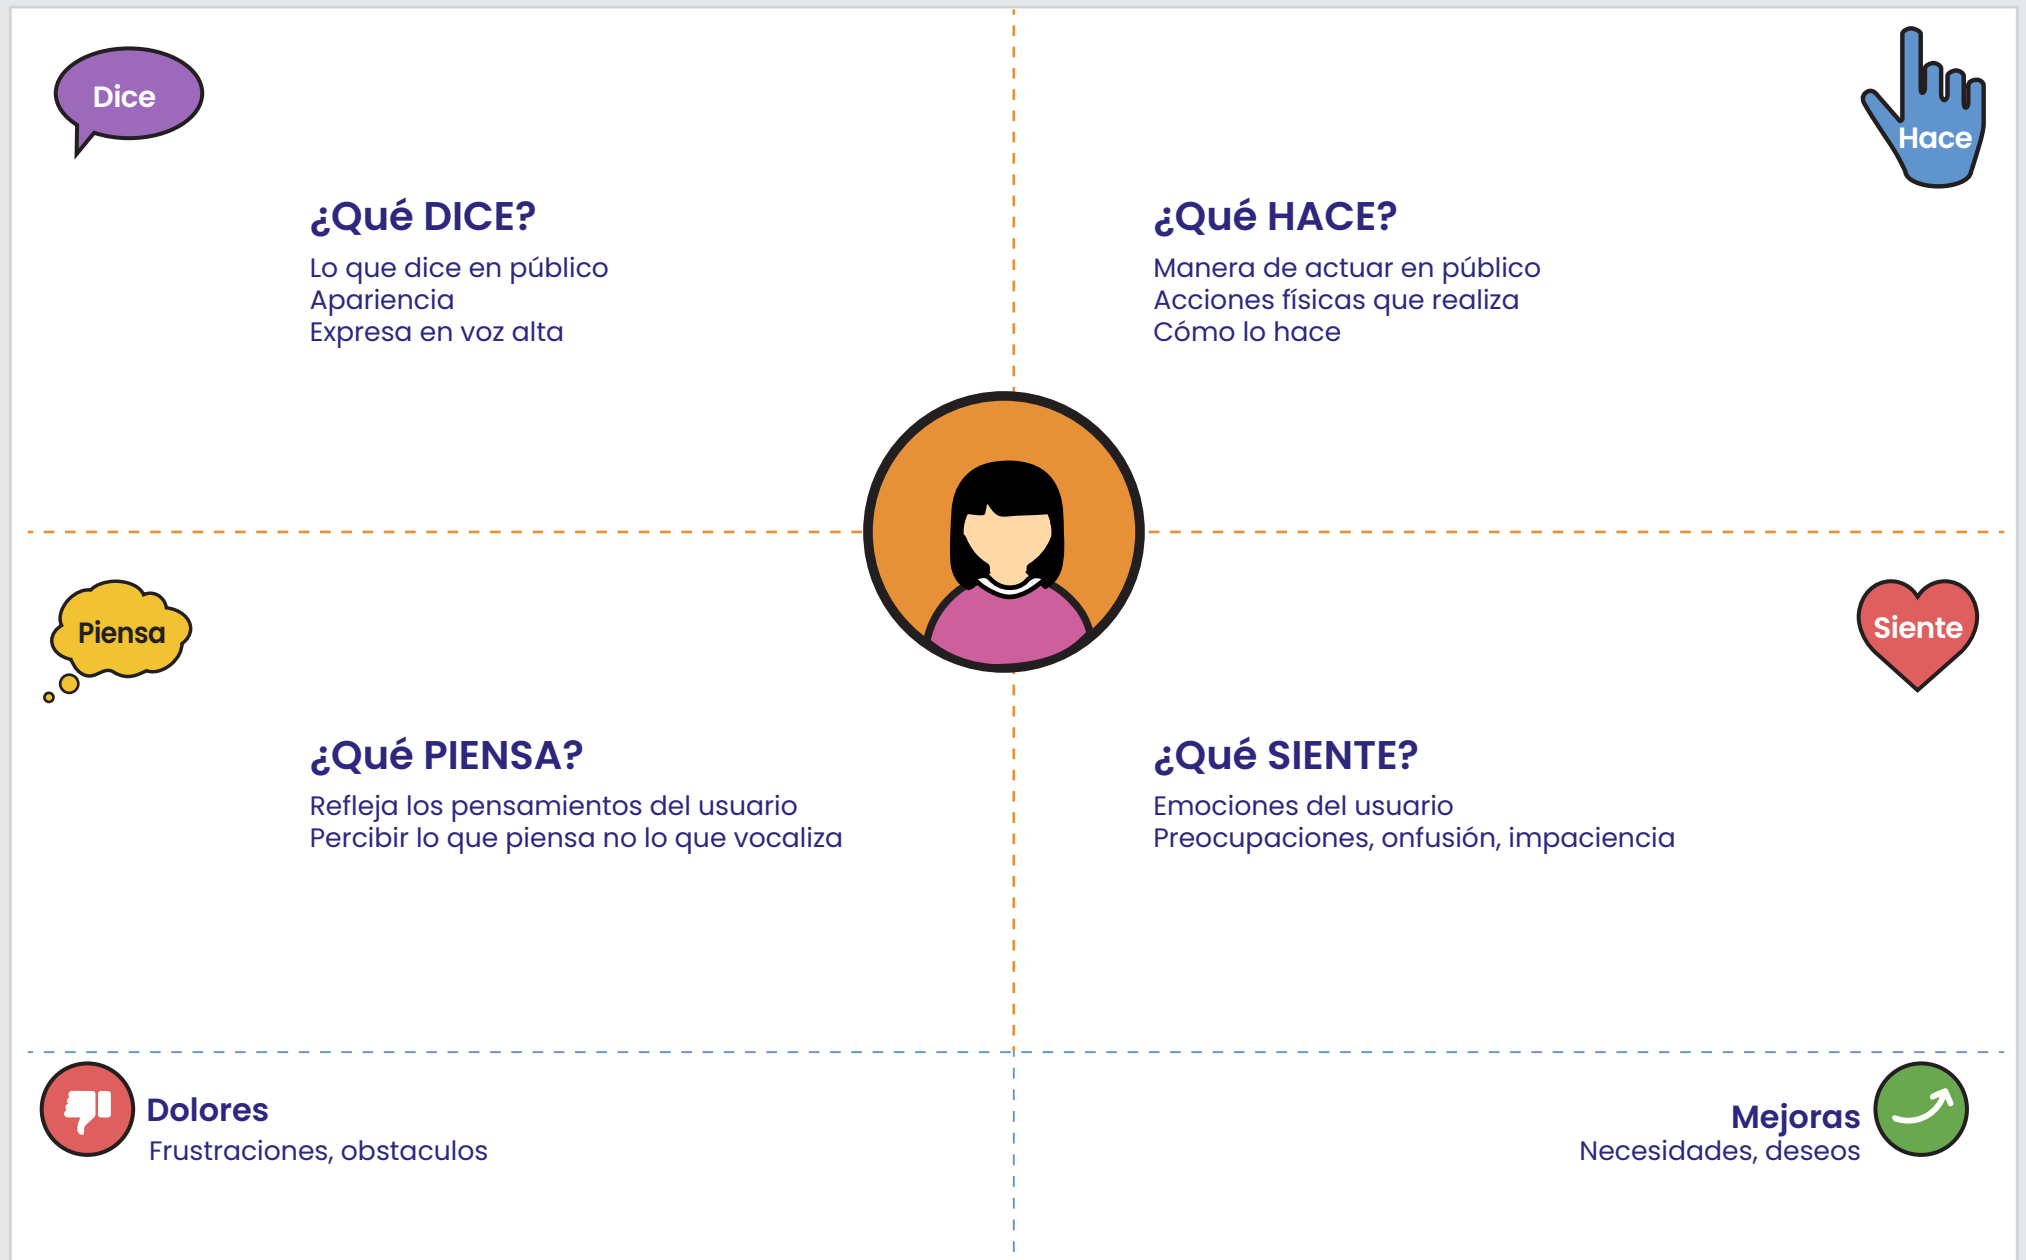 Dice
¿Qué DICE?
Lo que dice en público
Apariencia
Expresa en voz alta
Hace
¿Qué HACE?
Manera de actuar en público
Acciones físicas que realiza
Cómo lo hace
Piensa
¿Qué PIENSA?
Refleja los pensamientos del usuario
Percibir lo que piensa no lo que vocaliza
Siente
¿Qué SIENTE?
Emociones del usuario
Preocupaciones, onfusión, impaciencia
Dolores
Frustraciones, obstaculos
Mejoras
Necesidades, deseos